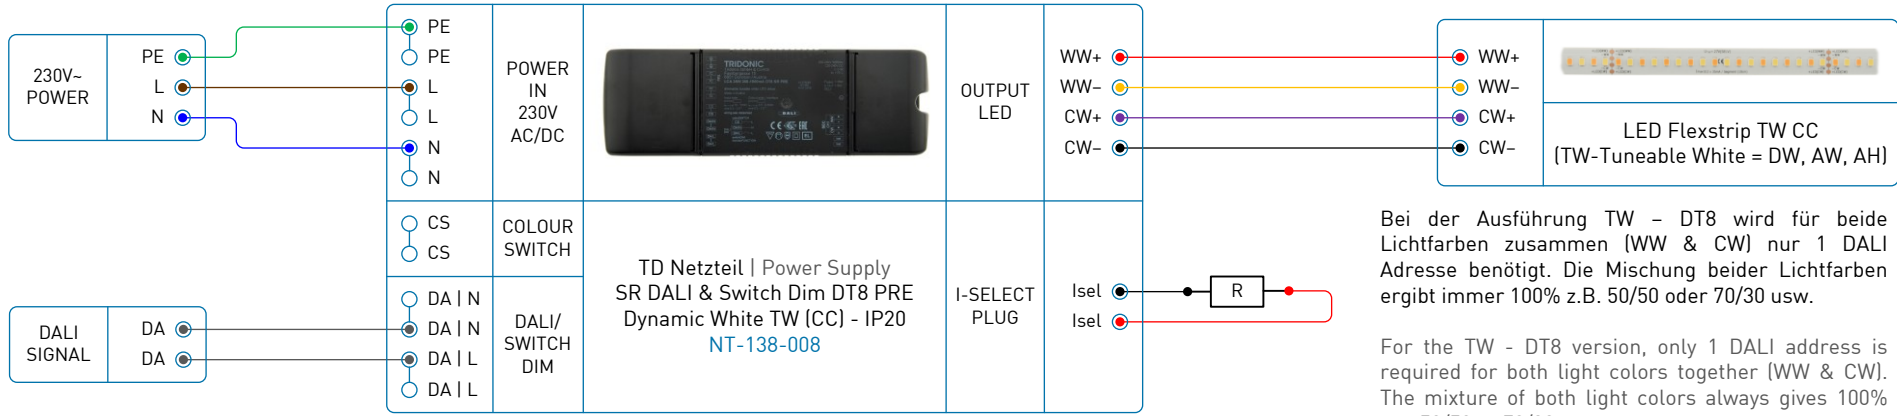 230V~
POWER
PE
L
N
DALI
SIGNAL
DA
DA
PE
PE
L
L
N
N
POWER
IN
230V
AC/DC
CS
CS
COLOUR
SWITCH
DA | N
DA | N
DA | L
DA | L
DALI/
SWITCH
DIM
TRIDONIC
TD Netzteil | Power Supply
SR DALI & Switch Dim DT8 PRE
Dynamic White TW (CC) - IP20
NT-138-008
OUTPUT
LED
WW+
WW–
CW+
CW–
I-SELECT
PLUG
Isel
Isel
R
WW+
WW–
CW+
CW–
LED Flexstrip TW CC
(TW-Tuneable White = DW, AW, AH)
Bei der Ausführung TW – DT8 wird für beide
Lichtfarben zusammen (WW & CW) nur 1 DALI
Adresse benötigt. Die Mischung beider Lichtfarben
ergibt immer 100% z.B. 50/50 oder 70/30 usw.
For the TW - DT8 version, only 1 DALI address is
required for both light colors together (WW & CW).
The mixture of both light colors always gives 100%